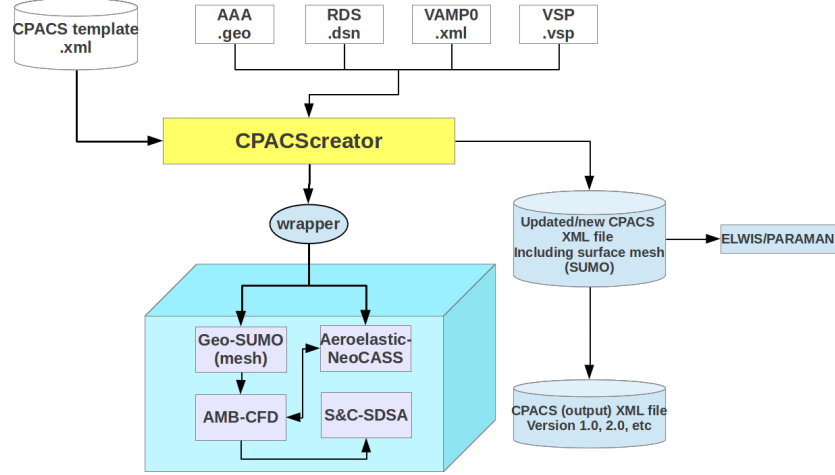 CPACS template
.xml
AAA
.geo
RDS
.dsn
VAMP0
.xml
VSP
.vsp
CPACScreator
wrapper
Updated/new CPACS
XML file
Including surface mesh
(SUMO)
ELWIS/PARAMAN
Geo-SUMO
(mesh)
Aeroelastic-
NeoCASS
AMB-CFD
S&C-SDSA
CPACS (output) XML file
Version 1.0, 2.0, etc